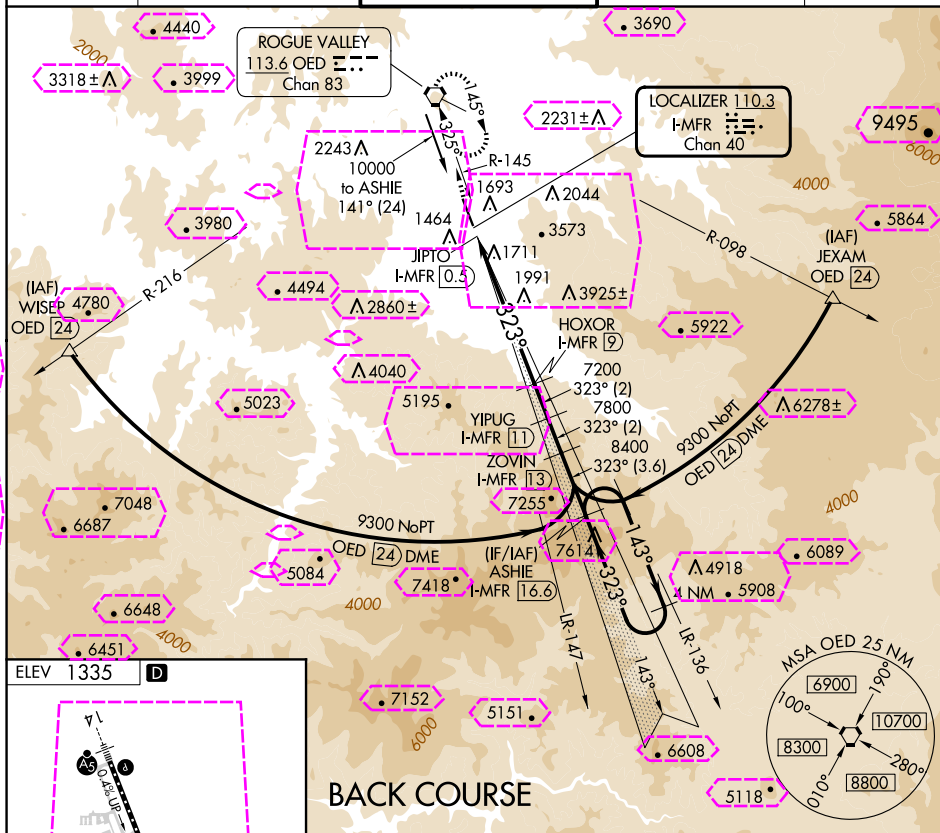 4440
3690
2000
ROGUE VALLEY
113.6 OED
Chan 83
3318 ±
3999
145°
2231 ±
LOCALIZER 110.3
I-MFR
Chan 40
9495
6000
325°
2243
10000
to ASHIE
141° (24)
R-145
1693
2044
4000
3980
1464
3573
5864
R-216
JIPTO
I-MFR 0.5
1711
R-098
(IAF)
JEXAM
OED 24
(IAF)
WISEP
OED 24
4780
4494
2860 ±
1991
3925 ±
323°
HOXOR
I-MFR 9
5922
4040
7200
323° (2)
5023
5195
7800
323° (2)
6278 ±
YIPUG
I-MFR 11
8400
323° (3.6)
9300 NoPT
OED 24 DME
ZOVIN
I-MFR 13
7255
4000
7048
6687
9300 NoPT
OED 24 DME
7614
143°
(IF/IAF)
ASHIE
I-MFR 16.6
323°
5084
7418
4918
4 NM
5908
6089
6648
4000
4000
6451
LR-147
LR-136
143°
ELEV 1335
D
MSA OED 25 NM
6900
190°
100°
10700
8300
280°
010°
8800
7152
5151
6000
6608
14
A5
0.4% UP
BACK COURSE
5118